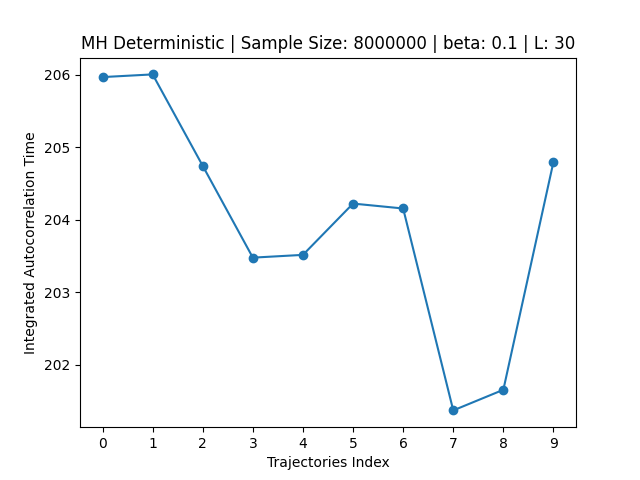 MH Deterministic | Sample Size: 8000000 | beta: 0.1 | L: 30
206
205
204
203
202
Integrated Autocorrelation Time
0 1 2 3 4 5 6 7 8 9
Trajectories Index